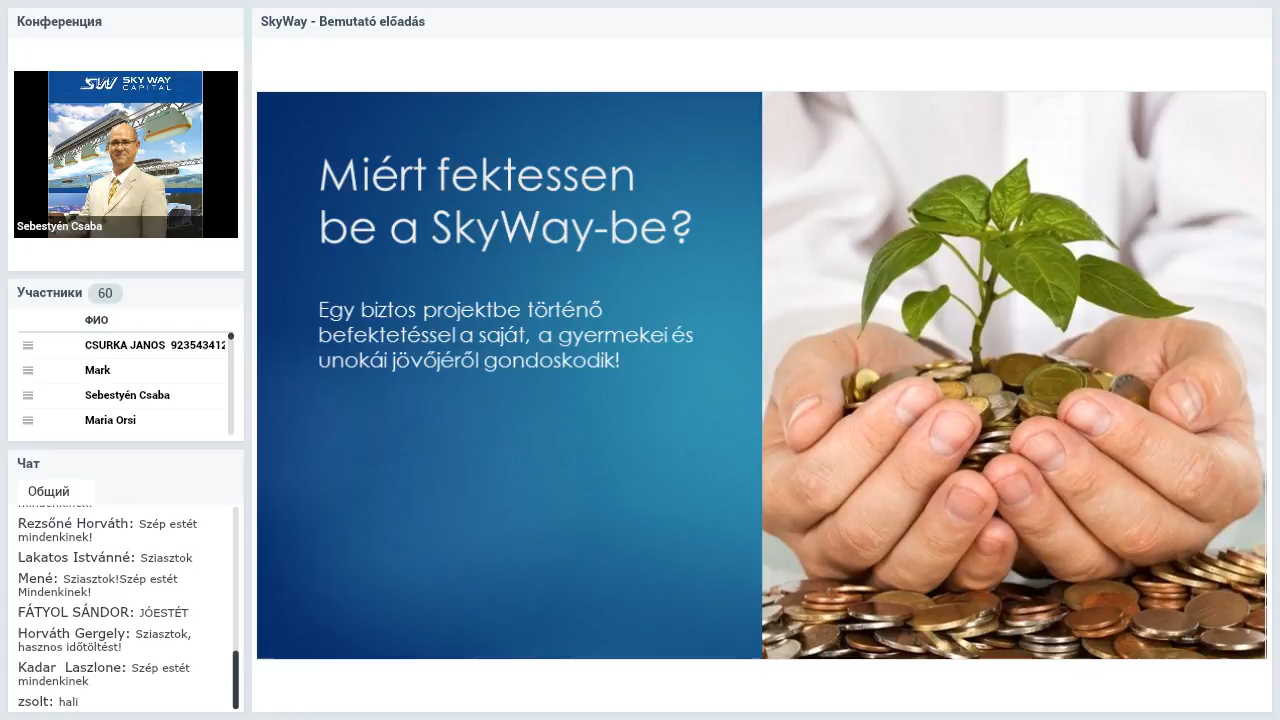 Конференция
SW SKY WAY
CAPITAL
Sebestyén Csaba
Участники 60
ФИО
CSURKA JANOS 923543412
Mark
Sebestyén Csaba
Maria Orsi
Чат
Общий
mindenkinek!
Rezsőné Horváth: Szép estét
mindenkinek!
Lakatos Istvánné: Sziasztok
Mené: Sziasztok!Szép estét
Mindenkinek!
FÁTYOL SÁNDOR: JÓESTÉT
Horváth Gergely: Sziasztok,
hasznos időtöltést!
Kadar Laszlone: Szép estét
mindenkinek
zsolt: hali
SkyWay - Bemutató előadás
Miért fektessen
be a SkyWay-be?
Egy biztos projektbe történő
befektetéssel a saját, a gyermekei és
unokái jövőjéről gondoskodik!